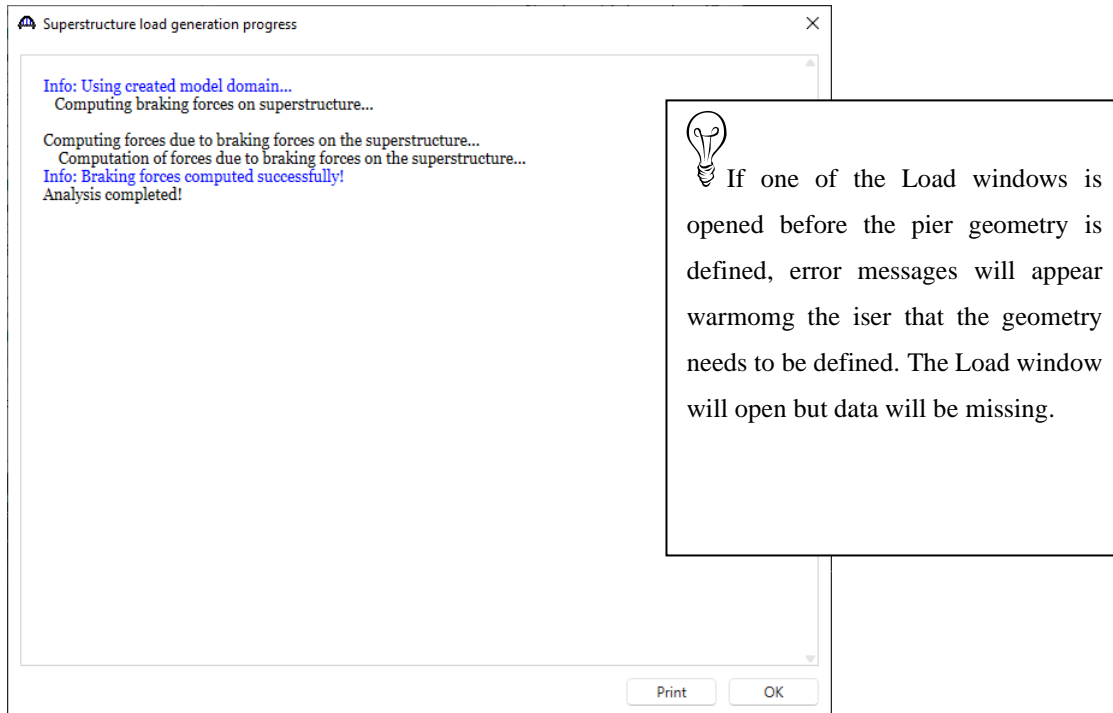 Superstructure load generation progress
Info: Using created model domain...
Computing braking forces on superstructure...
Computing forces due to braking forces on the superstructure...
Computation of forces due to braking forces on the superstructure...
Info: Braking forces computed successfully!
Analysis completed!
If one of the Load windows is
opened before the pier geometry is
defined, error messages will appear
warmomg the iser that the geometry
needs to be defined. The Load window
will open but data will be missing.
Print
OK